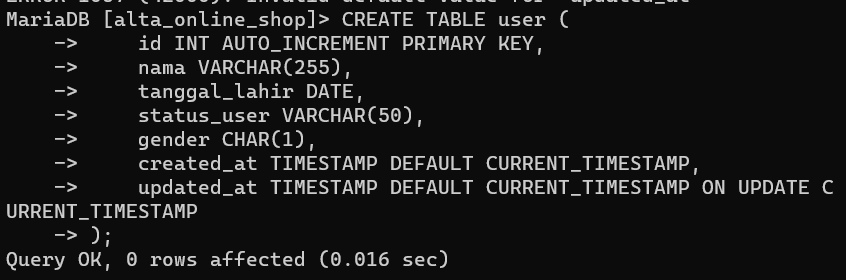 MariaDB [alta_online_shop]> CREATE TABLE user (
    ->     id INT AUTO_INCREMENT PRIMARY KEY,
    ->     nama VARCHAR(255),
    ->     tanggal_lahir DATE,
    ->     status_user VARCHAR(50),
    ->     gender CHAR(1),
    ->     created_at TIMESTAMP DEFAULT CURRENT_TIMESTAMP,
    ->     updated_at TIMESTAMP DEFAULT CURRENT_TIMESTAMP ON UPDATE C
URRENT_TIMESTAMP
    -> );
Query OK, 0 rows affected (0.016 sec)